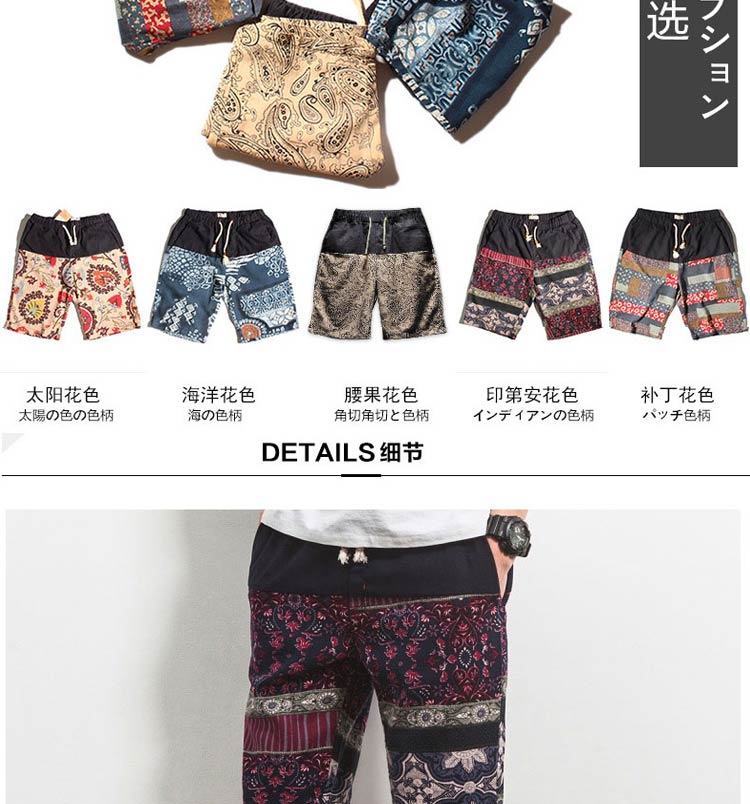 选
プション
太阳花色
太陽の色の色柄
海洋花色
海の色柄
腰果花色
角切角切と色柄
印第安花色
インディアンの色柄
补丁花色
パッチ色柄
DETAILS 细节